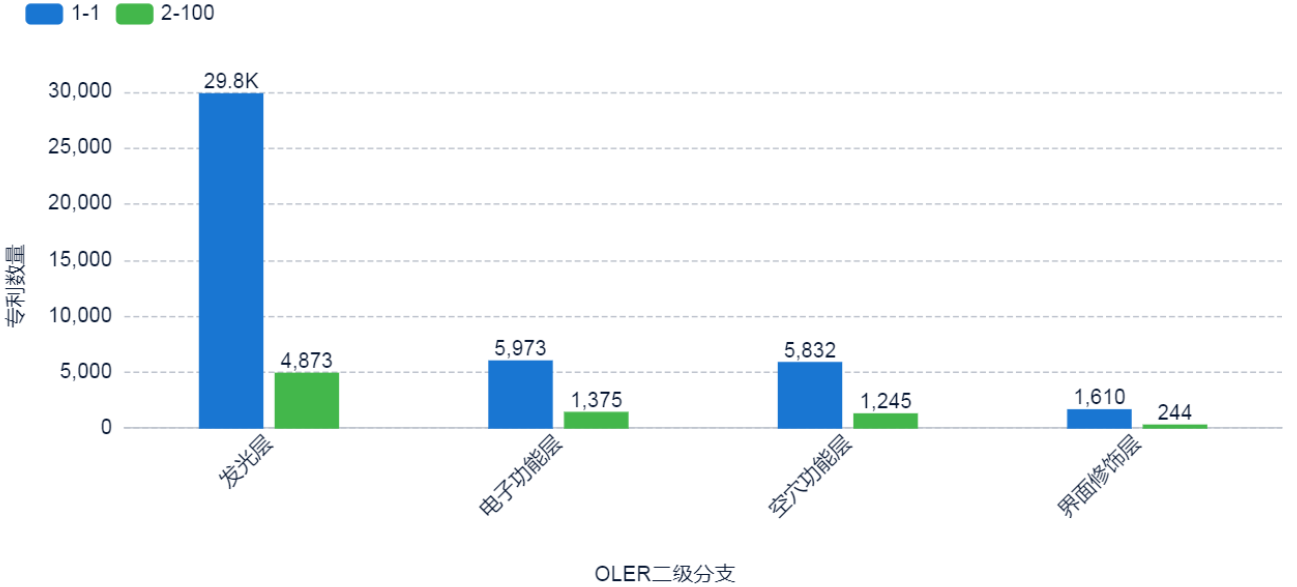 1-1 2-100
专利数量
30,000
25,000
20,000
15,000
10,000
5,000
0
29.8K
4,873
5,973
1,375
5,832
1,245
1,610
244
发光层
电子功能层
空穴功能层
界面修饰层
OLER二级分支